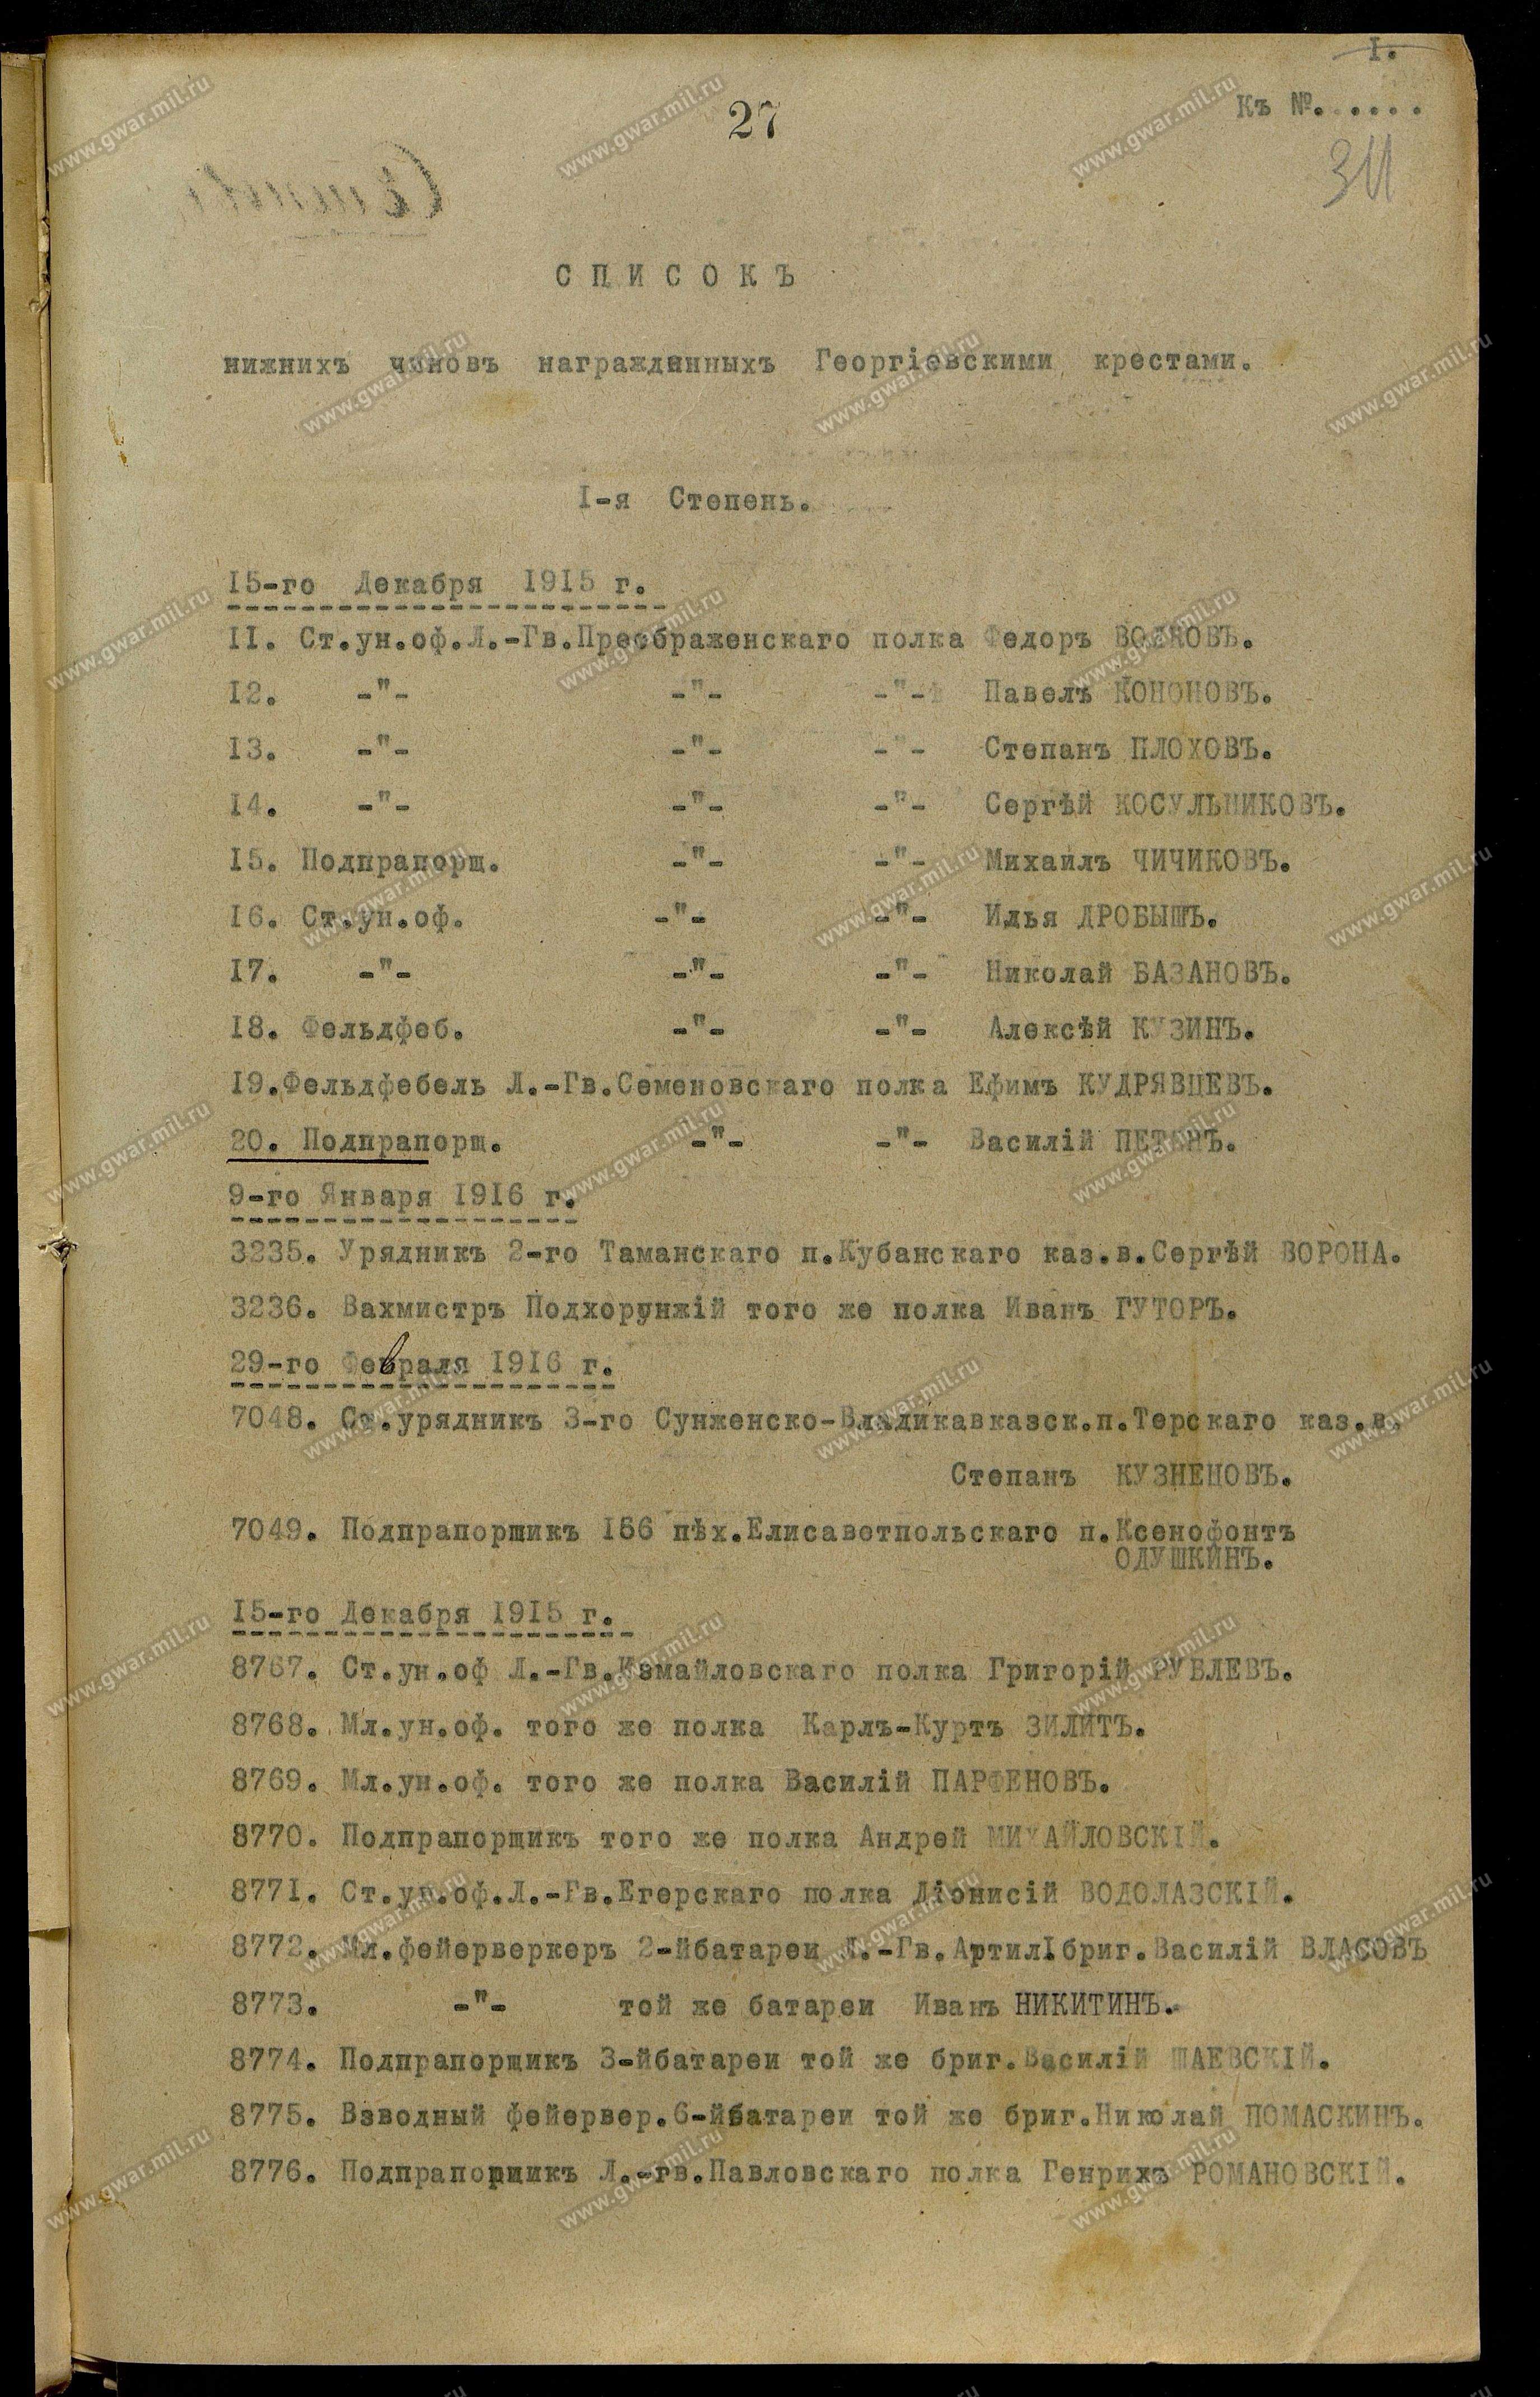 I.
27
Къ №......
311
СПИСОКЪ
нижнихъ чиновъ награжденныхъ Георгіевскими крестами.
I-я Степень.
15-го Декабря 1915 г.
II. Ст.ун.оф.Л.-Гв.Преображенскаго полка Федоръ ВОЛКОВЪ.
12. -"- -"- -"- Павелъ КОНОНОВЪ.
13. -"- -"- -"- Степанъ ПЛОХОВЪ.
14. -"- -"- -"- Сергѣй КОСУЛЬНИКОВЪ.
15. Подпрапорщ. -"- -"- Михаилъ ЧИЧИКОВЪ.
16. Ст.ун.оф. -"- -"- Илья ДРОБЫШЪ.
17. -"- -"- -"- Николай БАЗАНОВЪ.
18. Фельдфеб. -"- -"- Алексѣй КУЗИНЪ.
19.Фельдфебель Л.-Гв.Семеновскаго полка Ефимъ КУДРЯВЦЕВЪ.
20. Подпрапорщ. -"- -"- Василій
9-го Января 1916 г.
3235. Урядникъ 2-го Таманскаго п.Кубанскаго каз.в.Сергѣй ВОРОНА.
3236. Вахмистръ Подхорунжій того же полка Иванъ ГУТОРЪ.
29-го Февраля 1916 г.
7048. Ст.урядникъ 3-го Сунженско-Владикавказск.п.Терскаго каз.в.
Степанъ КУЗНЕЦОВЪ.
7049. Подпрапорщикъ 156 пѣх.Елисаветпольскаго п.Ксенофонтъ
ОДУШКИНЪ.
15-го Декабря 1915 г.
8767. Ст.ун.оф Л.-Гв.Измайловскаго полка Григорій РУБЛЕВЪ.
8768. Мл.ун.оф. того же полка Карлъ-Куртъ ЗИЛИТЪ.
8769. Мл.ун.оф. того же полка Василій ПАРФЕНОВЪ.
8770. Подпрапорщикъ того же полка Андрей МИХАЙЛОВСКІЙ.
8771. Ст.ун.оф.Л.-Гв.Егерскаго полка Діонисій ВОДОЛАЗСКІЙ.
8772. Мл.фейерверкеръ 2-йбатареи Л.-Гв.АртилI.бриг.Василій ВЛАСОВЪ
8773. -"- той же батареи Иванъ НИКИТИНЪ.
8774. Подпрапорщикъ 3-йбатареи той же бриг.Василій ШАЕВСКІЙ.
8775. Взводный фейервер.6-йбатареи той же бриг.Николай ПОМАСКИНЪ.
8776. Подпрапорщикъ Л.-гв.Павловскаго полка Генрихъ РОМАНОВСКІЙ.
www.gwar.mil.ru